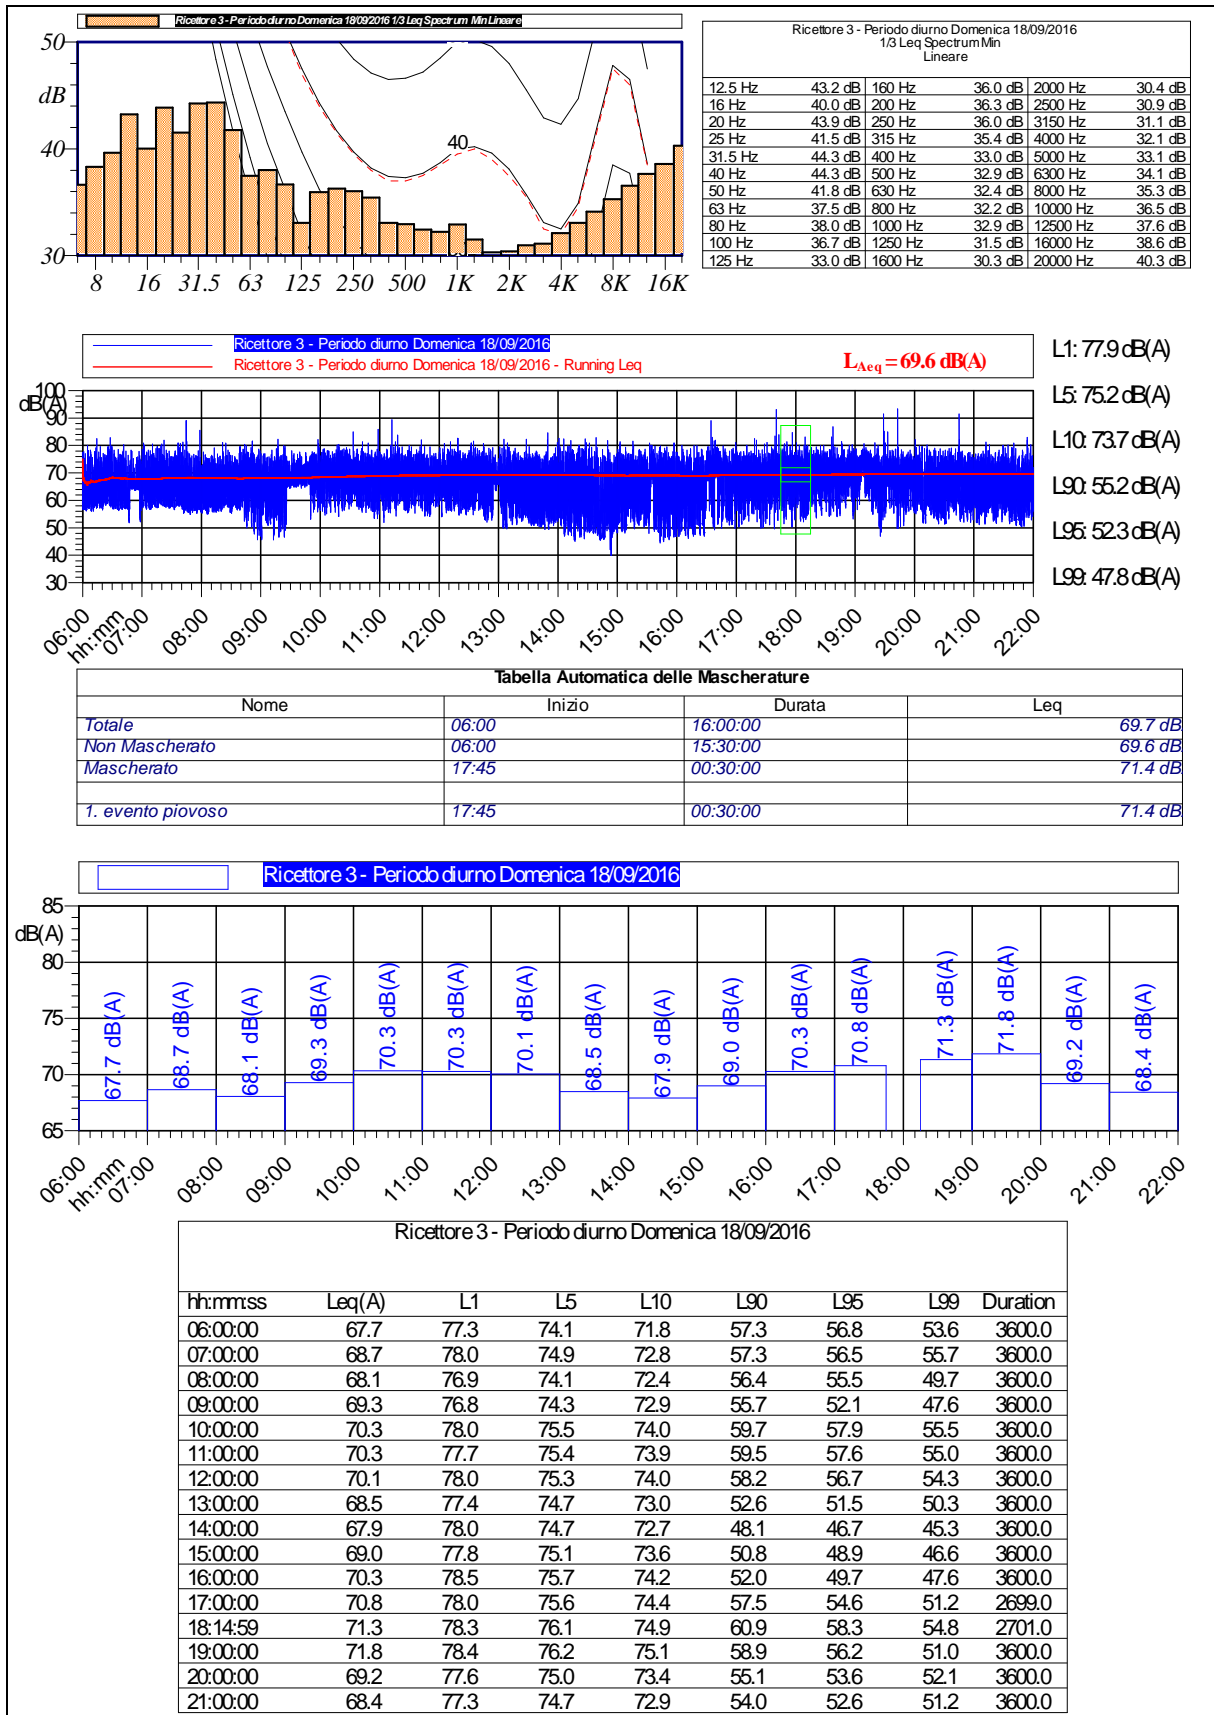 Ricettore 3 - Periodo diurno Domenica 18/09/2016 1/3 Leq Spectrum Min Lineare
50
dB
40
30
40
8 16 31.5 63 125 250 500 1K 2K 4K 8K 16K
Ricettore 3 - Periodo diurno Domenica 18/09/2016
1/3 Leq Spectrum Min
Lineare
12.5 Hz 43.2 dB 160 Hz 36.0 dB 2000 Hz 30.4 dB
16 Hz 40.0 dB 200 Hz 36.3 dB 2500 Hz 30.9 dB
20 Hz 43.9 dB 250 Hz 36.0 dB 3150 Hz 31.1 dB
25 Hz 41.5 dB 315 Hz 35.4 dB 4000 Hz 32.1 dB
31.5 Hz 44.3 dB 400 Hz 33.0 dB 5000 Hz 33.1 dB
40 Hz 44.3 dB 500 Hz 32.9 dB 6300 Hz 34.1 dB
50 Hz 41.8 dB 630 Hz 32.4 dB 8000 Hz 35.3 dB
63 Hz 37.5 dB 800 Hz 32.2 dB 10000 Hz 36.5 dB
80 Hz 38.0 dB 1000 Hz 32.9 dB 12500 Hz 37.6 dB
100 Hz 36.7 dB 1250 Hz 31.5 dB 16000 Hz 38.6 dB
125 Hz 33.0 dB 1600 Hz 30.3 dB 20000 Hz 40.3 dB
Ricettore 3 - Periodo diurno Domenica 18/09/2016
Ricettore 3 - Periodo diurno Domenica 18/09/2016 - Running Leq
LAeq = 69.6 dB(A)
L1: 77.9 dB(A)
L5: 75.2 dB(A)
L10: 73.7 dB(A)
L90: 55.2 dB(A)
L95: 52.3 dB(A)
L99: 47.8 dB(A)
100
dB(A)
90
80
70
60
50
40
30
06:00 07:00 08:00 09:00 10:00 11:00 12:00 13:00 14:00 15:00 16:00 17:00 18:00 19:00 20:00 21:00 22:00
hh:mm
Tabella Automatica delle Mascherature
Nome Inizio Durata Leq
Totale 06:00 16:00:00 69.7 dB
Non Mascherato 06:00 15:30:00 69.6 dB
Mascherato 17:45 00:30:00 71.4 dB
1. evento piovoso 17:45 00:30:00 71.4 dB
Ricettore 3 - Periodo diurno Domenica 18/09/2016
85
dB(A)
80
75
70
65
67.7 dB(A) 68.7 dB(A) 68.1 dB(A) 69.3 dB(A) 70.3 dB(A) 70.3 dB(A) 70.1 dB(A) 68.5 dB(A) 67.9 dB(A) 69.0 dB(A) 70.3 dB(A) 70.8 dB(A) 71.3 dB(A) 71.8 dB(A) 69.2 dB(A) 68.4 dB(A)
06:00 07:00 08:00 09:00 10:00 11:00 12:00 13:00 14:00 15:00 16:00 17:00 18:00 19:00 20:00 21:00 22:00
hh:mm
Ricettore 3 - Periodo diurno Domenica 18/09/2016
hh:mm:ss Leq(A) L1 L5 L10 L90 L95 L99 Duration
06:00:00 67.7 77.3 74.1 71.8 57.3 56.8 53.6 3600.0
07:00:00 68.7 78.0 74.9 72.8 57.3 56.5 55.7 3600.0
08:00:00 68.1 76.9 74.1 72.4 56.4 55.5 49.7 3600.0
09:00:00 69.3 76.8 74.3 72.9 55.7 52.1 47.6 3600.0
10:00:00 70.3 78.0 75.5 74.0 59.7 57.9 55.5 3600.0
11:00:00 70.3 77.7 75.4 73.9 59.5 57.6 55.0 3600.0
12:00:00 70.1 78.0 75.3 74.0 58.2 56.7 54.3 3600.0
13:00:00 68.5 77.4 74.7 73.0 52.6 51.5 50.3 3600.0
14:00:00 67.9 78.0 74.7 72.7 48.1 46.7 45.3 3600.0
15:00:00 69.0 77.8 75.1 73.6 50.8 48.9 46.6 3600.0
16:00:00 70.3 78.5 75.7 74.2 52.0 49.7 47.6 3600.0
17:00:00 70.8 78.0 75.6 74.4 57.5 54.6 51.2 2699.0
18:14:59 71.3 78.3 76.1 74.9 60.9 58.3 54.8 2701.0
19:00:00 71.8 78.4 76.2 75.1 58.9 56.2 51.0 3600.0
20:00:00 69.2 77.6 75.0 73.4 55.1 53.6 52.1 3600.0
21:00:00 68.4 77.3 74.7 72.9 54.0 52.6 51.2 3600.0